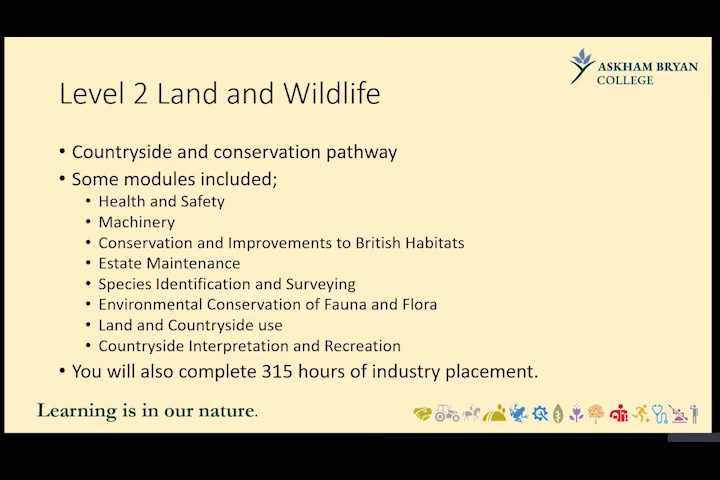 ASKHAM BRYAN
COLLEGE
Level 2 Land and Wildlife
• Countryside and conservation pathway
• Some modules included;
• Health and Safety
• Machinery
• Conservation and Improvements to British Habitats
• Estate Maintenance
• Species Identification and Surveying
• Environmental Conservation of Fauna and Flora
• Land and Countryside use
• Countryside Interpretation and Recreation
• You will also complete 315 hours of industry placement.
Learning is in our nature.